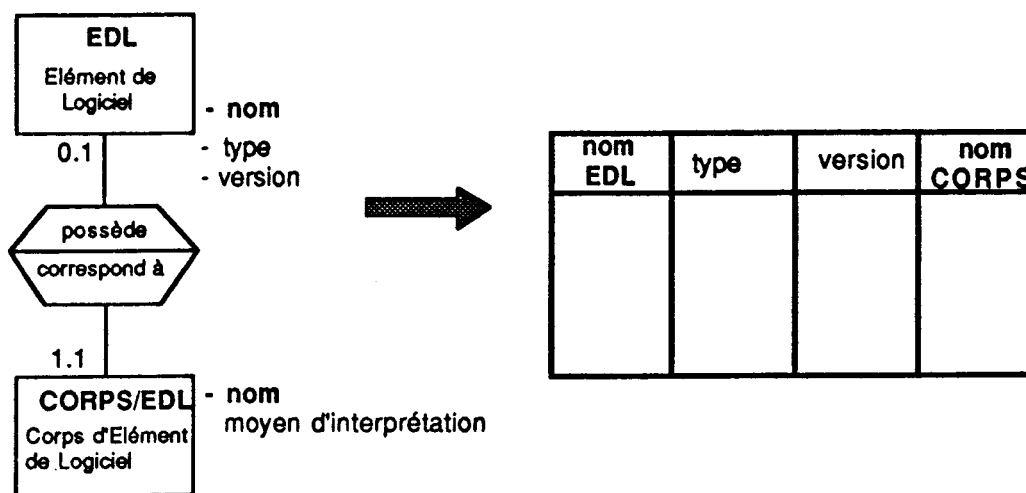 EDL
Elément de
Logiciel
- nom
- type
- version
0.1
possède
correspond à
1.1
CORPS/EDL
Corps d'Elément
de Logiciel
- nom
moyen d'interprétation
nom
EDL
type
version
nom
CORPS